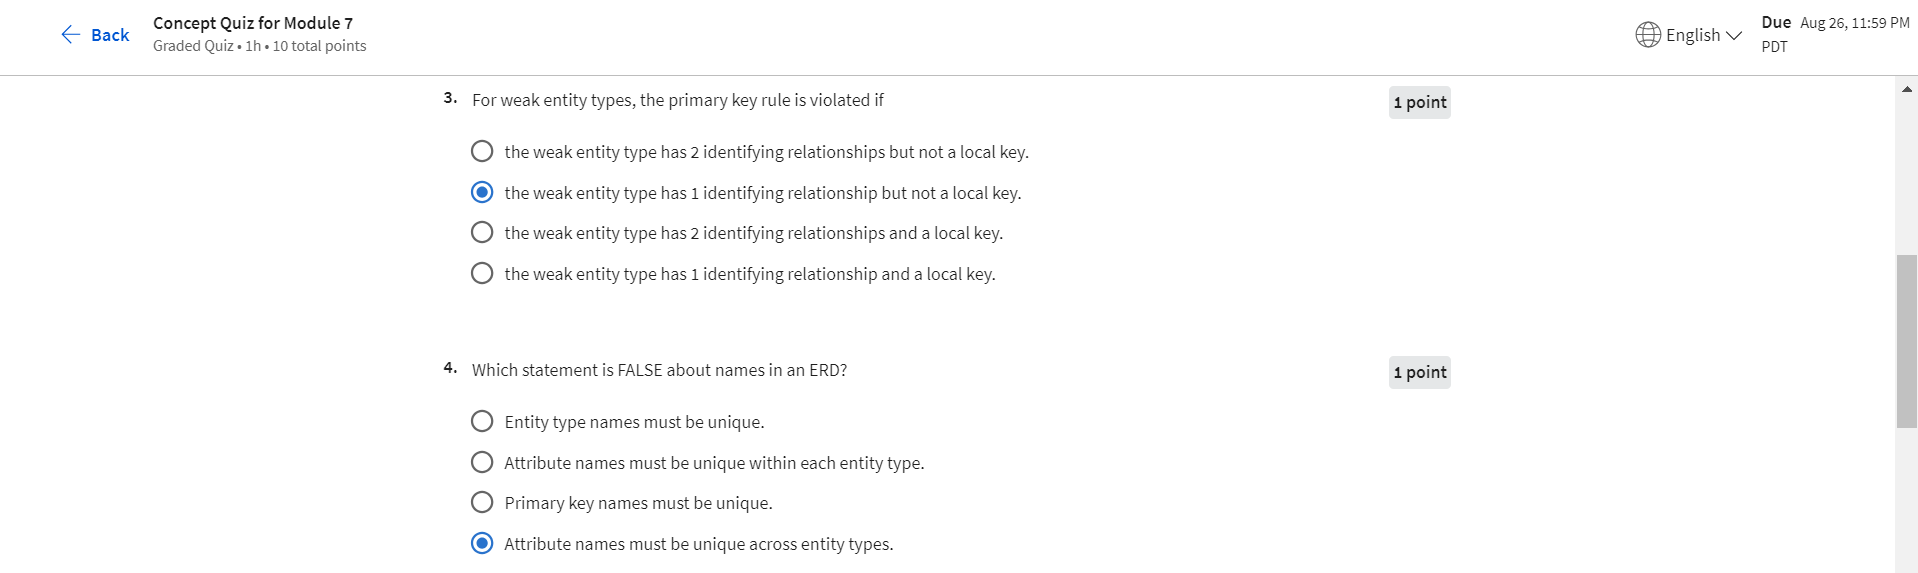 Back
Concept Quiz for Module 7
Graded Quiz • 1h • 10 total points
English
Due Aug 26, 11:59 PM
PDT
3. For weak entity types, the primary key rule is violated if
1 point
the weak entity type has 2 identifying relationships but not a local key.
the weak entity type has 1 identifying relationship but not a local key.
the weak entity type has 2 identifying relationships and a local key.
the weak entity type has 1 identifying relationship and a local key.
4. Which statement is FALSE about names in an ERD?
1 point
Entity type names must be unique.
Attribute names must be unique within each entity type.
Primary key names must be unique.
Attribute names must be unique across entity types.